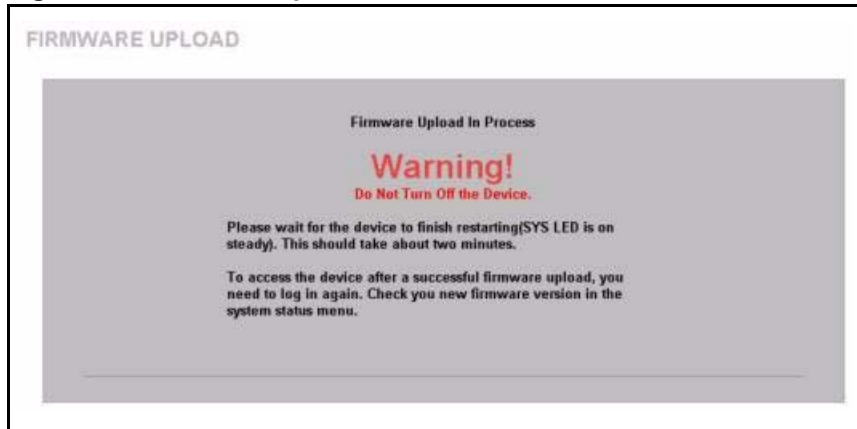 FIRMWARE UPLOAD
Firmware Upload In Process
Warning!
Do Not Turn Off the Device.
Please wait for the device to finish restarting(SYS LED is on
steady). This should take about two minutes.
To access the device after a successful firmware upload, you
need to log in again. Check you new firmware version in the
system status menu.